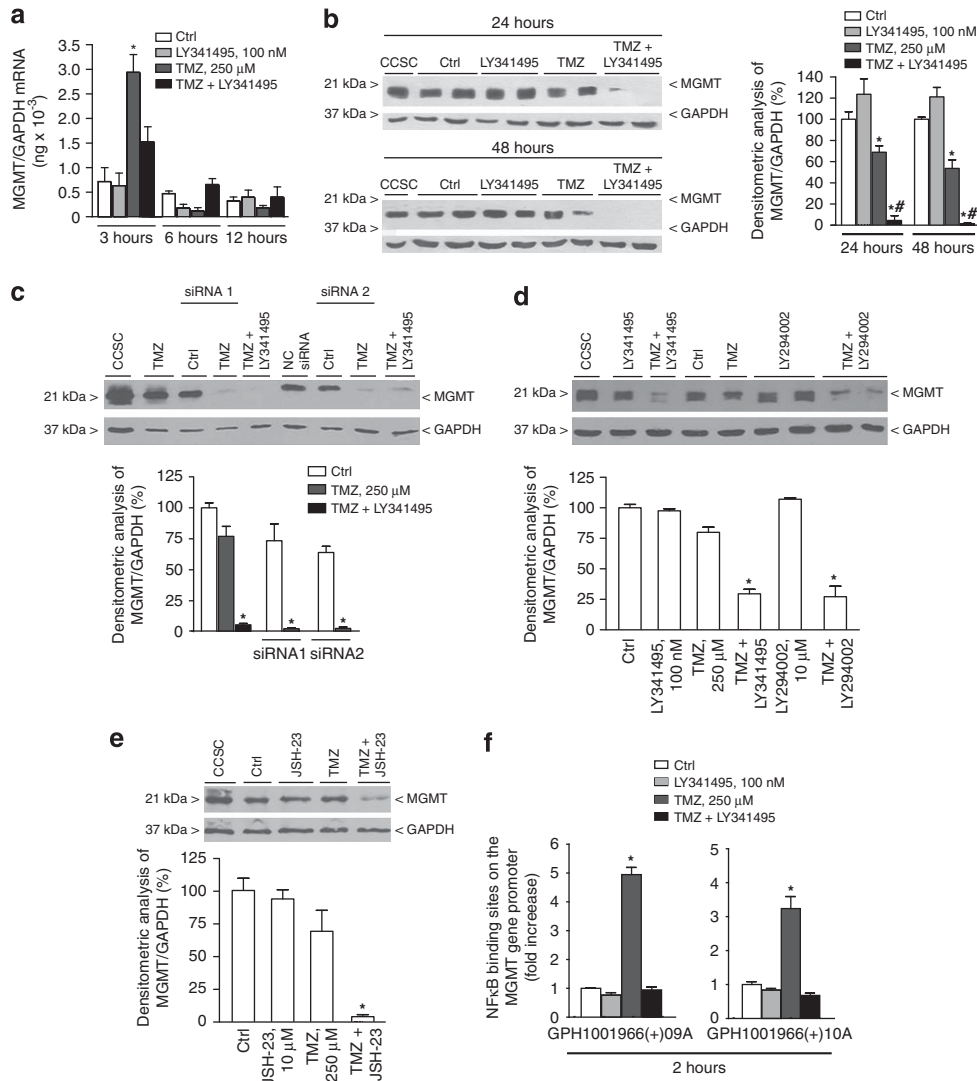 a
Ctrl
LY341495, 100 nM
TMZ, 250 μM
TMZ + LY341495
MGMT/GAPDH mRNA
(ng x 10⁻³)
3.5
3.0
2.5
2.0
1.5
1.0
0.5
0
*
3 hours
6 hours
12 hours
b
24 hours
CCSC
Ctrl
LY341495
TMZ
TMZ +
LY341495
21 kDa >
< MGMT
37 kDa >
< GAPDH
48 hours
CCSC
Ctrl
LY341495
TMZ
TMZ +
LY341495
21 kDa >
< MGMT
37 kDa >
< GAPDH
Ctrl
LY341495, 100 nM
TMZ, 250 μM
TMZ + LY341495
Densitometric analysis of
MGMT/GAPDH (%)
140
120
100
80
60
40
20
0
*
*#
*
*#
24 hours
48 hours
c
siRNA 1
siRNA 2
CCSC
TMZ
Ctrl
TMZ
TMZ +
LY341495
NC
siRNA
Ctrl
TMZ
TMZ +
LY341495
21 kDa >
< MGMT
37 kDa >
< GAPDH
Ctrl
TMZ, 250 μM
TMZ + LY341495
Densitometric analysis of
MGMT/GAPDH (%)
125
100
75
50
25
0
*
*
*
siRNA1
siRNA2
d
CCSC
LY341495
TMZ +
LY341495
Ctrl
TMZ
LY294002
TMZ +
LY294002
21 kDa >
< MGMT
37 kDa >
< GAPDH
Densitometric analysis of
MGMT/GAPDH (%)
125
100
75
50
25
0
*
*
Ctrl
LY341495,
100 nM
TMZ,
250 μM
TMZ +
LY341495
LY294002,
10 μM
TMZ +
LY294002
e
CCSC
Ctrl
JSH-23
TMZ
TMZ +
JSH-23
21 kDa >
< MGMT
37 kDa >
< GAPDH
Densitometric analysis of
MGMT/GAPDH (%)
125
100
75
50
25
0
*
Ctrl
JSH-23,
10 μM
TMZ,
250 μM
TMZ +
JSH-23
f
Ctrl
LY341495, 100 nM
TMZ, 250 μM
TMZ + LY341495
NFκB binding sites on the
MGMT gene promoter
(fold increease)
6
5
4
3
2
1
0
*
GPH1001966(+)09A
5
4
3
2
1
0
*
GPH1001966(+)10A
2 hours